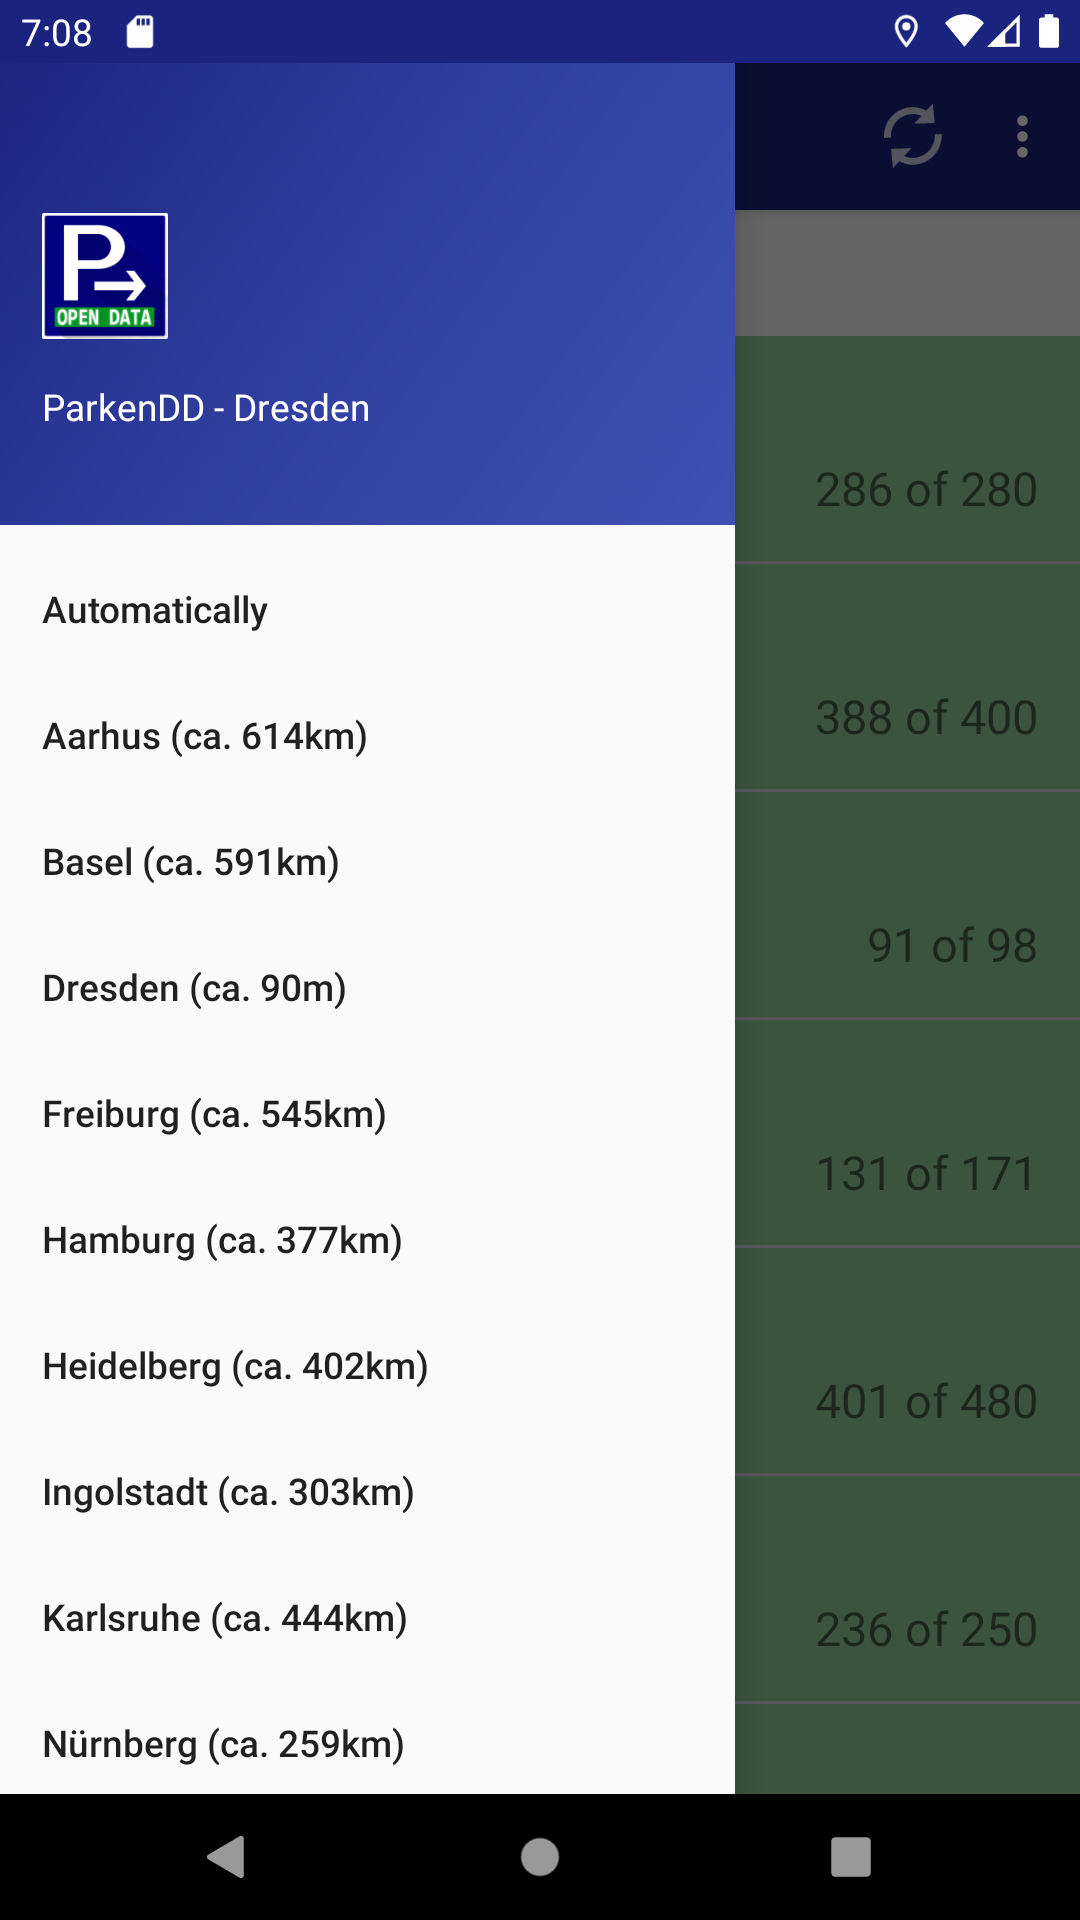 7:08
P
OPEN DATA
ParkenDD - Dresden
Automatically
Aarhus (ca. 614km)
Basel (ca. 591km)
Dresden (ca. 90m)
Freiburg (ca. 545km)
Hamburg (ca. 377km)
Heidelberg (ca. 402km)
Ingolstadt (ca. 303km)
Karlsruhe (ca. 444km)
Nürnberg (ca. 259km)
286 of 280
388 of 400
91 of 98
131 of 171
401 of 480
236 of 250